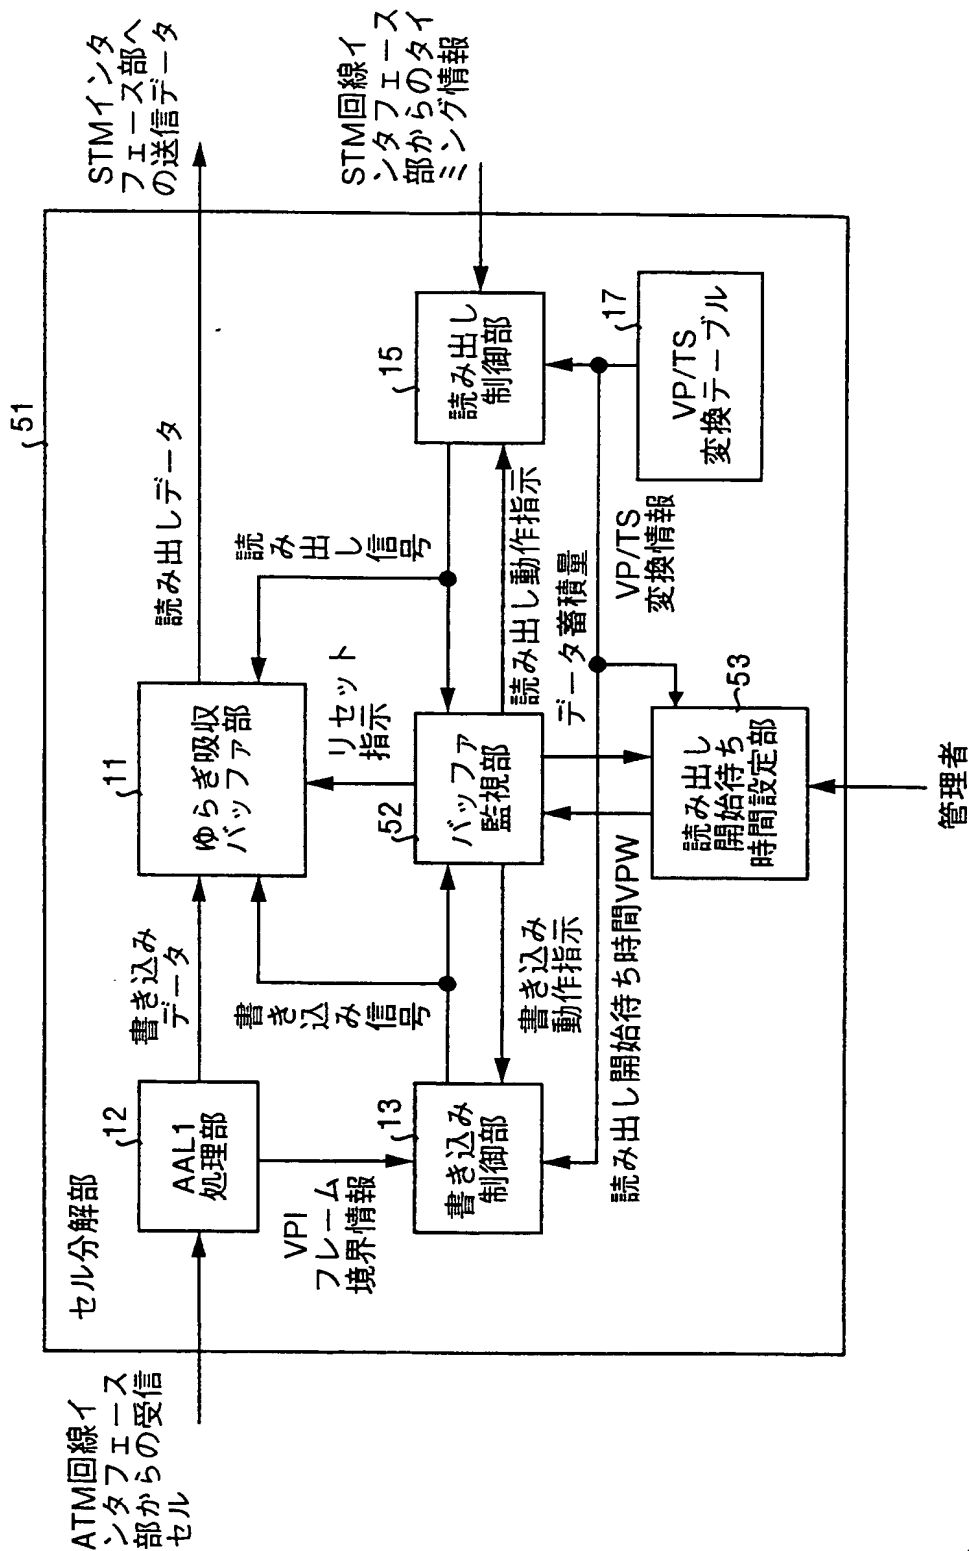 51
セル分解部
ATM回線イ
ンタフェース
部からの受信
セル
12
AAL1
処理部
書き込み
データ
11
ゆらぎ吸収
バッファ部
読み出しデータ
STMインタ
フェース部へ
の送信データ
VPI
フレーム
境界情報
書き込み
信号
リセット
指示
読み出し
信号
13
書き込み
制御部
書き込み
動作指示
52
バッファ
監視部
読み出し動作指示
15
読み出し
制御部
STM回線イ
ンタフェース
部からのタイ
ミング情報
読み出し開始待ち時間VPW
データ蓄積量
53
読み出し
開始待ち
時間設定部
VP/TS
変換情報
17
VP/TS
変換テーブル
管理者